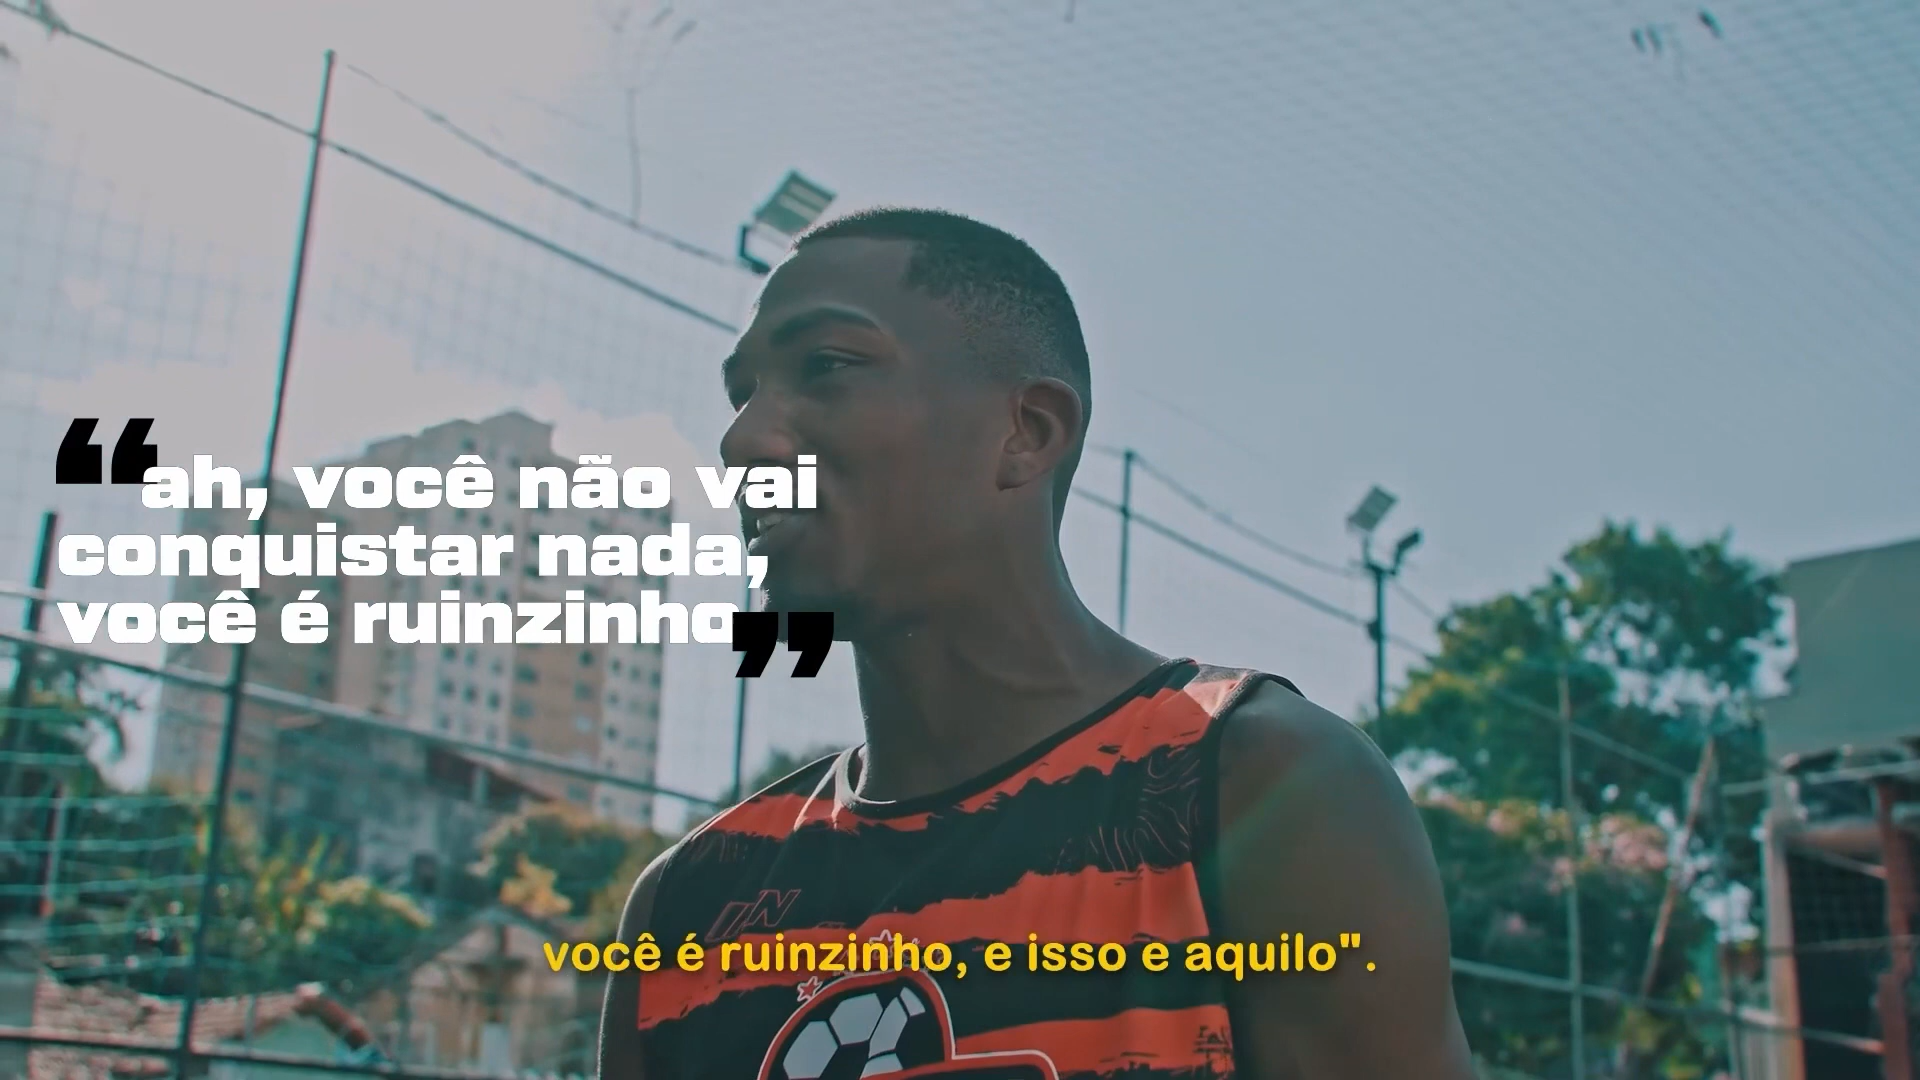 “ah, você não vai
conquistar nada,
você é ruinzinho”
você é ruinzinho, e isso e aquilo".